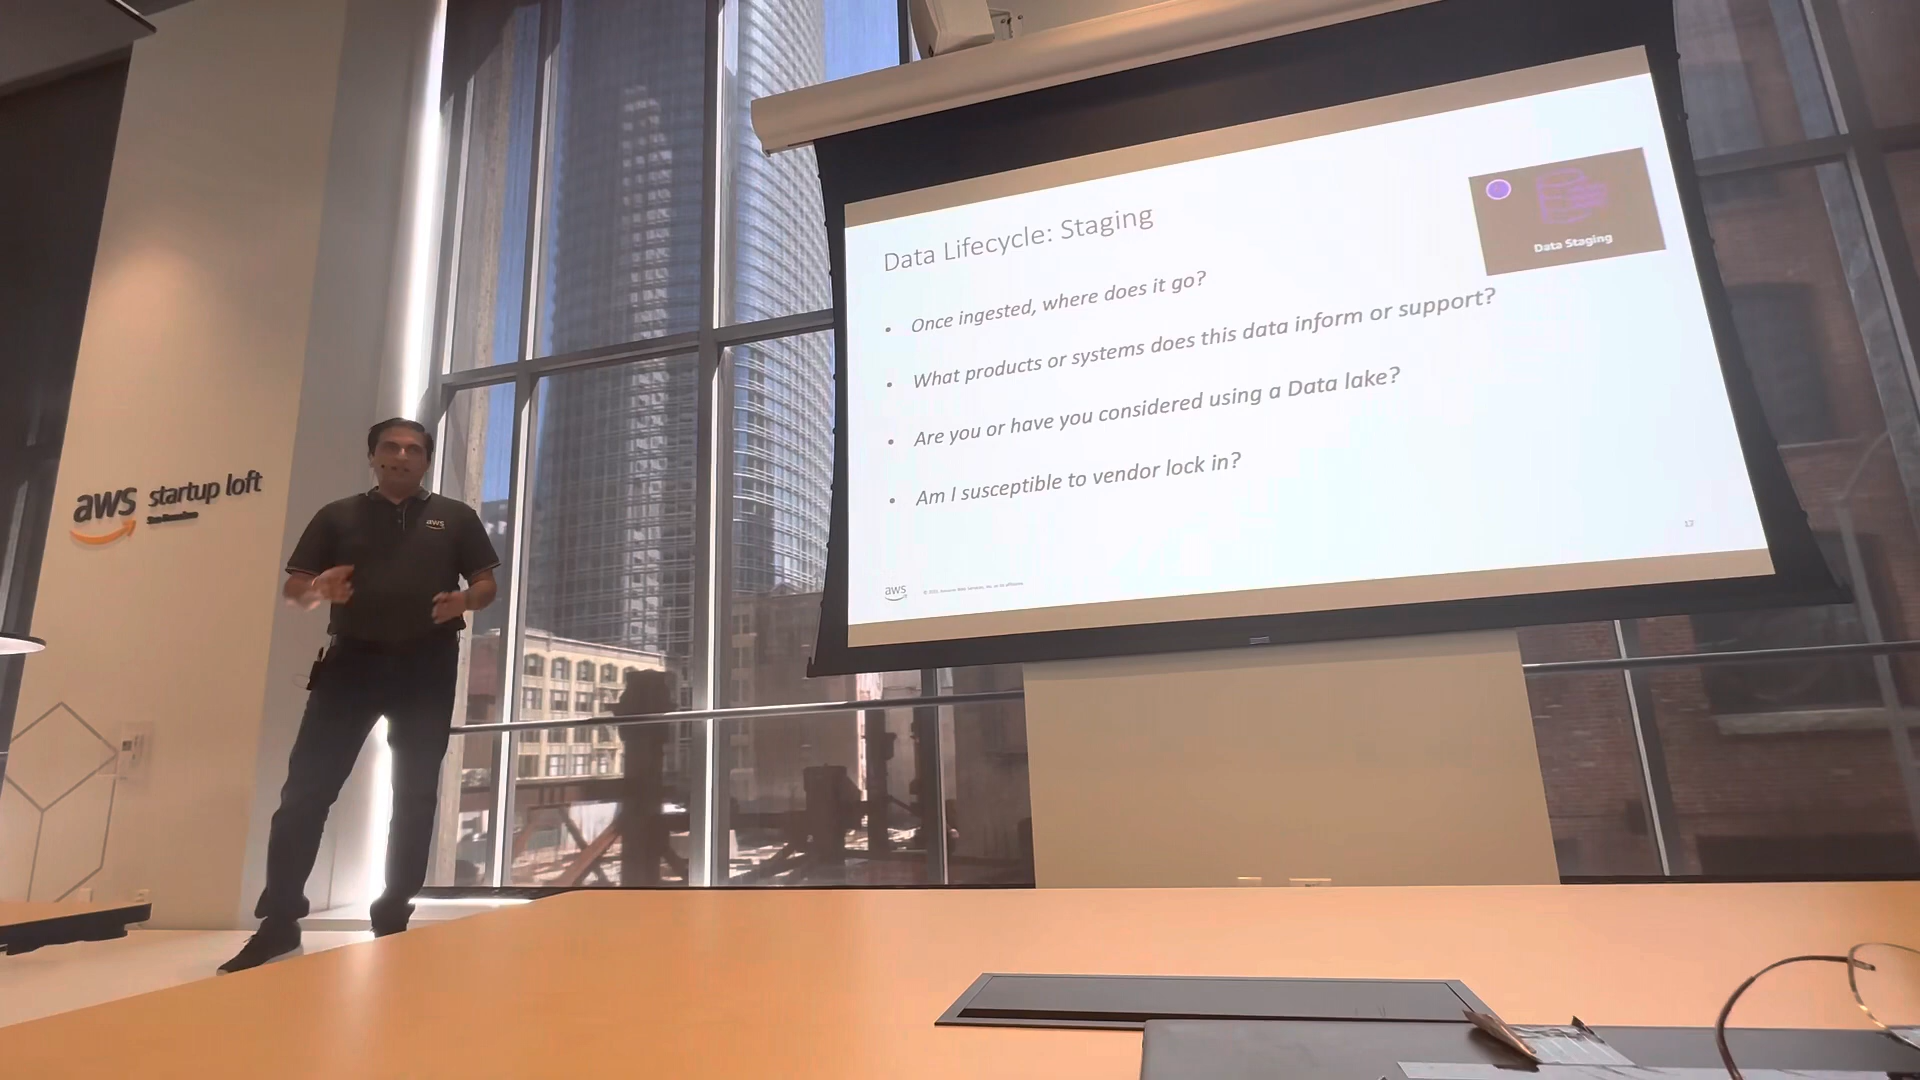 aws startup loft
San Francisco
aws
Data Lifecycle: Staging
Data Staging
• Once ingested, where does it go?
• What products or systems does this data inform or support?
• Are you or have you considered using a Data lake?
• Am I susceptible to vendor lock in?
aws